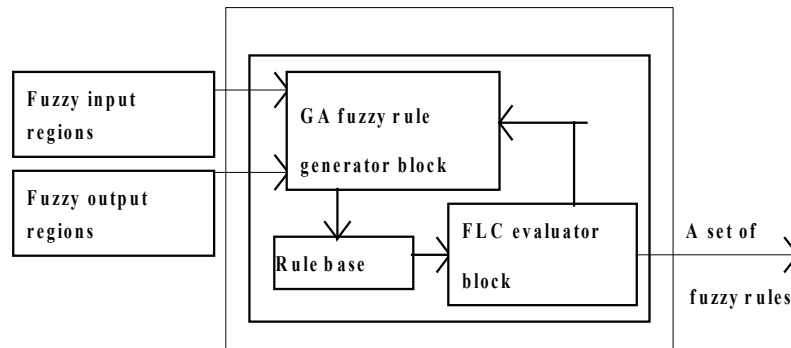 Fuzzy input
regions
Fuzzy output
regions
GA fuzzy rule
generator block
Rule base
FLC evaluator
block
A set of
fuzzy rules